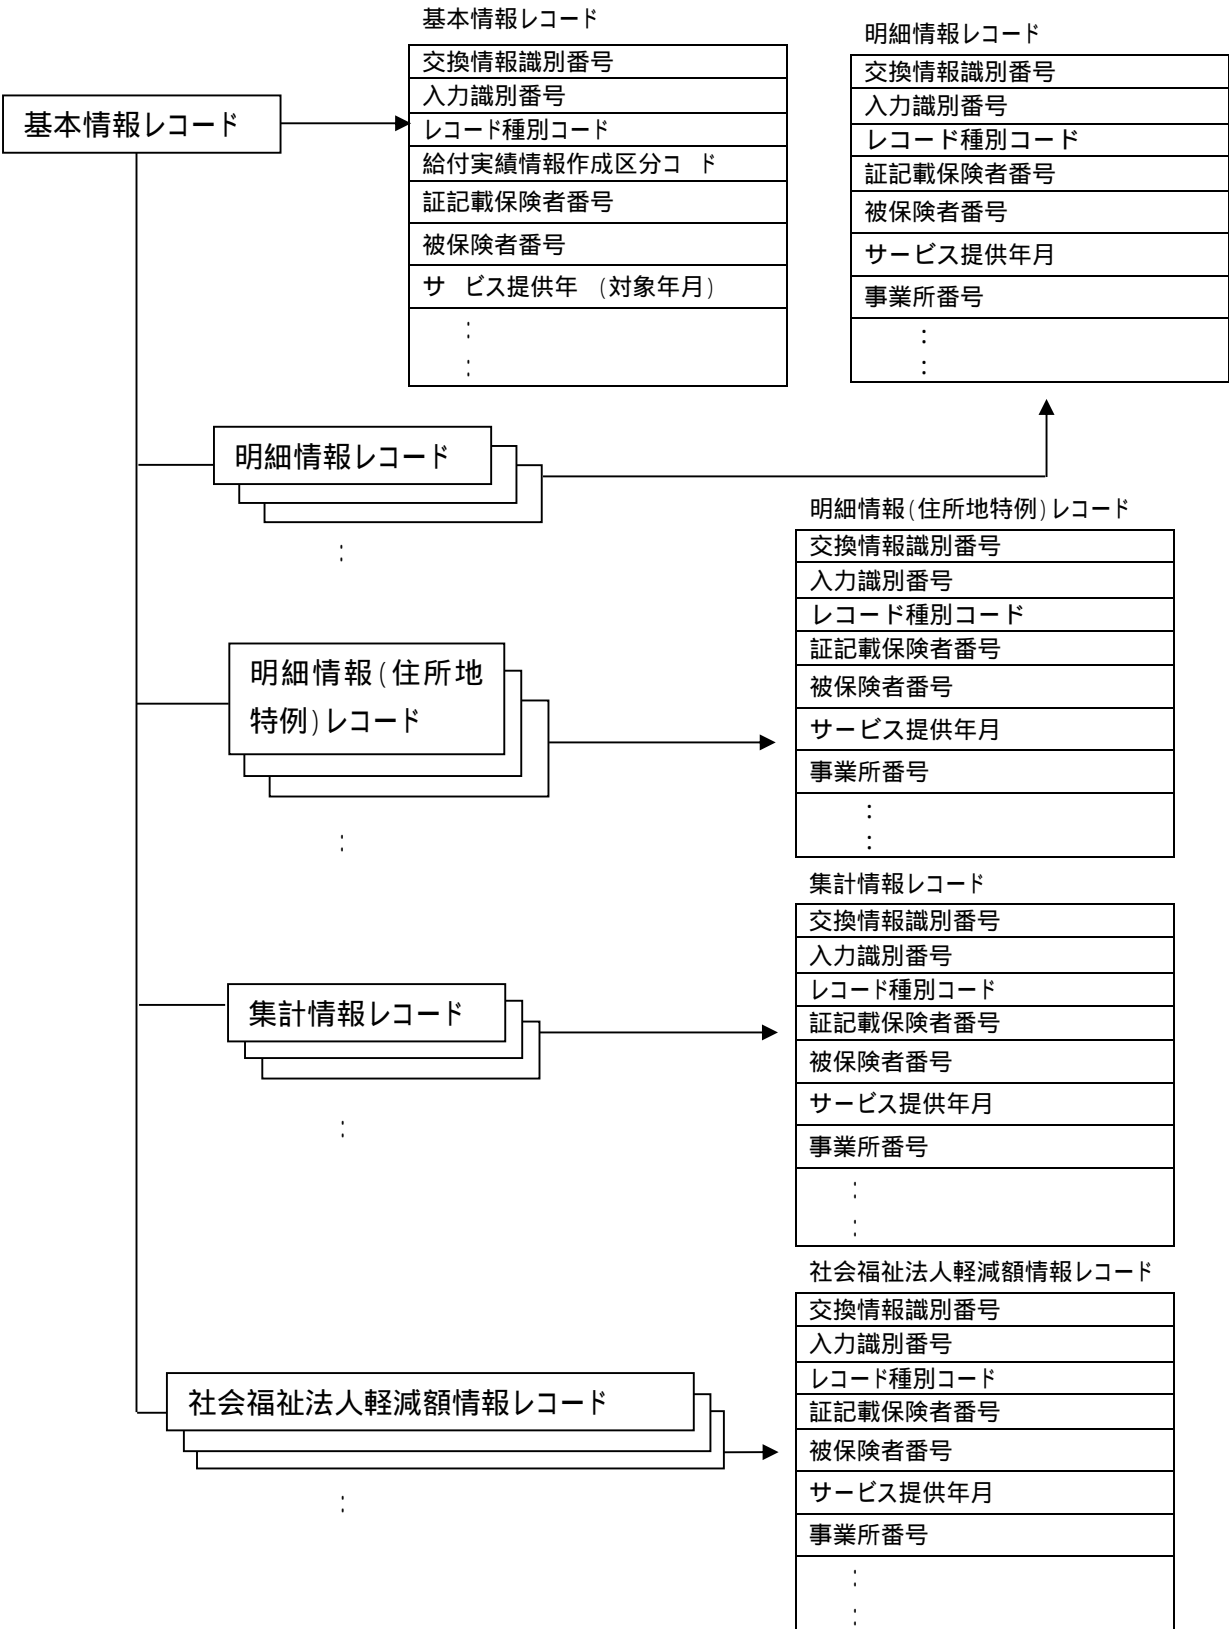 基本情報レコード
基本情報レコード
交換情報識別番号
入力識別番号
レコード種別コード
給付実績情報作成区分コ ド
証記載保険者番号
被保険者番号
サ ビス提供年 (対象年月)
:
:
明細情報レコード
交換情報識別番号
入力識別番号
レコード種別コード
証記載保険者番号
被保険者番号
サービス提供年月
事業所番号
:
:
明細情報レコード
:
明細情報(住所地特例)レコード
交換情報識別番号
入力識別番号
レコード種別コード
証記載保険者番号
被保険者番号
サービス提供年月
事業所番号
:
:
明細情報(住所地
特例)レコード
:
集計情報レコード
交換情報識別番号
入力識別番号
レコード種別コード
証記載保険者番号
被保険者番号
サービス提供年月
事業所番号
:
:
集計情報レコード
:
社会福祉法人軽減額情報レコード
交換情報識別番号
入力識別番号
レコード種別コード
証記載保険者番号
被保険者番号
サービス提供年月
事業所番号
:
:
社会福祉法人軽減額情報レコード
: